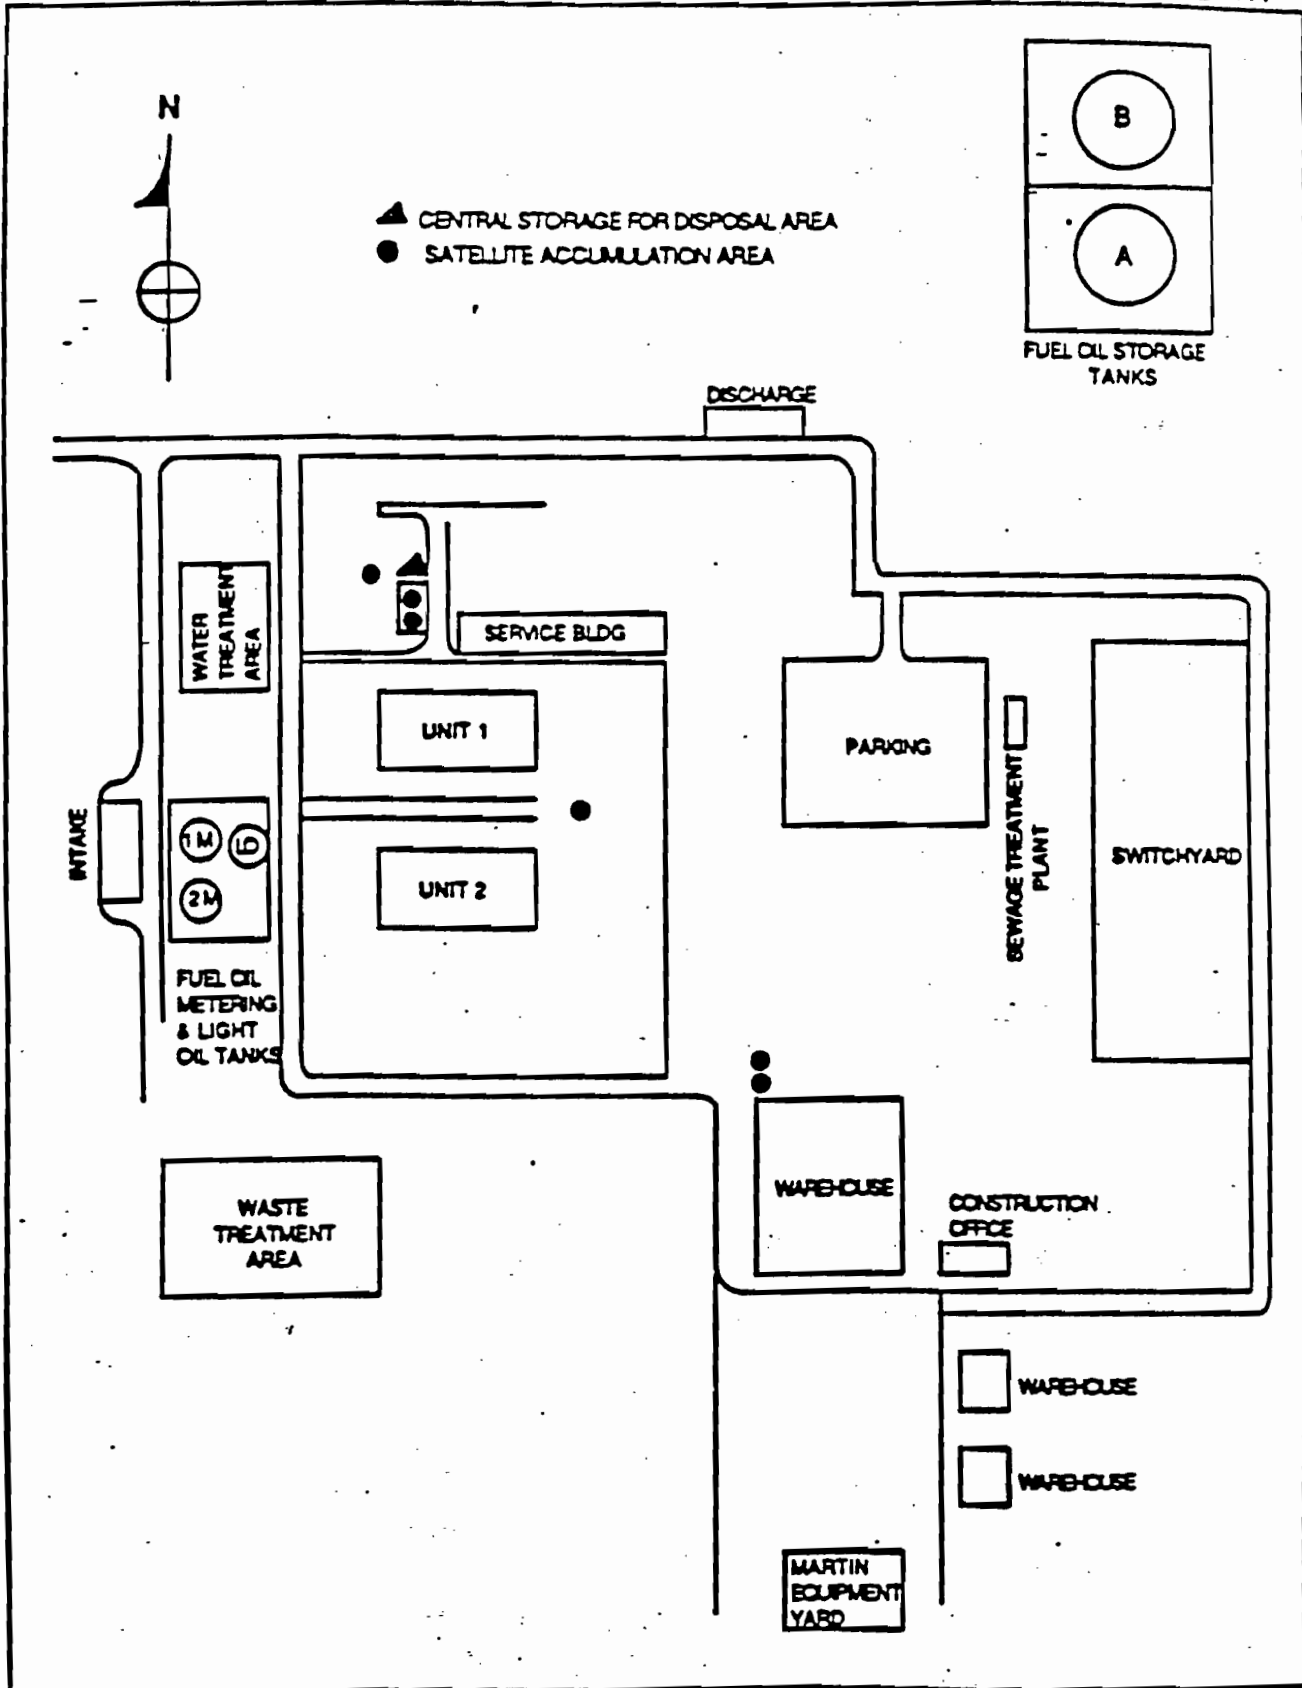 N
CENTRAL STORAGE FOR DISPOSAL AREA
SATELLITE ACCUMULATION AREA
B
A
FUEL OIL STORAGE
TANKS
DISCHARGE
WATER
TREATMENT
AREA
SERVICE BLDG
UNIT 1
PARKING
INTAKE
1M
2M
UNIT 2
SEWAGE TREATMENT
PLANT
SWITCHYARD
FUEL OIL
METERING
& LIGHT
OIL TANKS
WASTE
TREATMENT
AREA
WAREHOUSE
CONSTRUCTION
OFFICE
WAREHOUSE
WAREHOUSE
MARTIN
EQUIPMENT
YARD